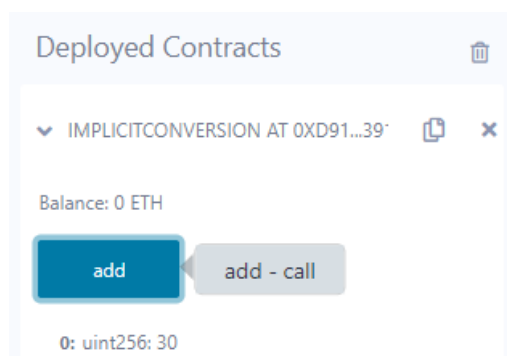 Deployed Contracts
IMPLICITCONVERSION AT 0XD91...39
Balance: 0 ETH
add
add - call
0: uint256: 30